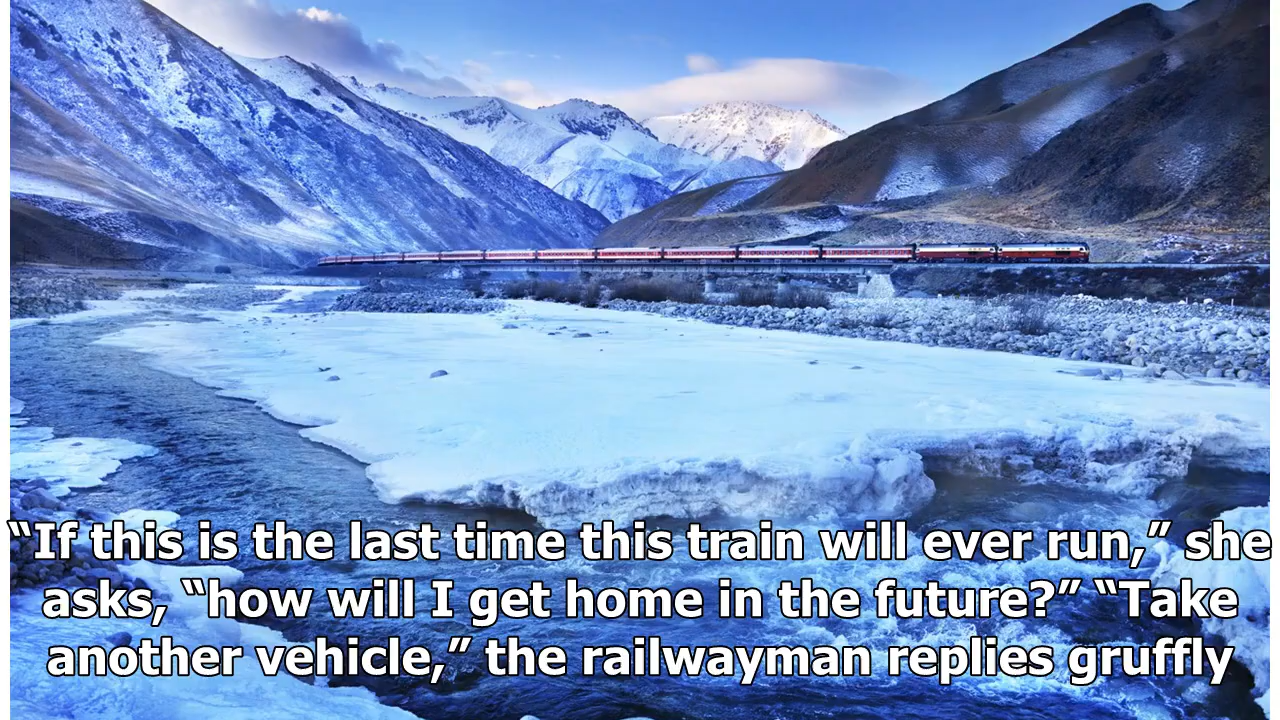 “If this is the last time this train will ever run,” she
asks, “how will I get home in the future?” “Take
another vehicle,” the railwayman replies gruffly